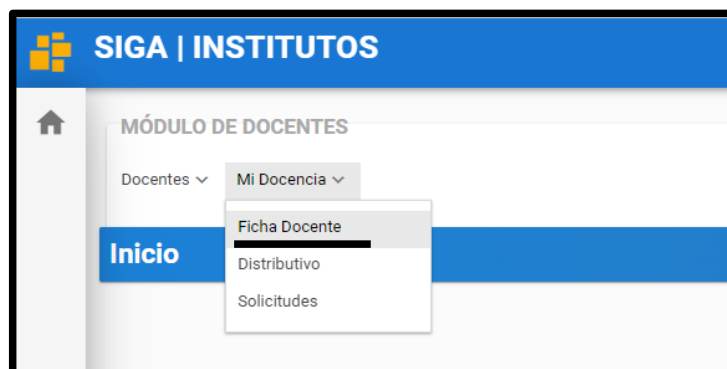 SIGA | INSTITUTOS
MÓDULO DE DOCENTES
Docentes Mi Docencia
Ficha Docente
Inicio
Distributivo
Solicitudes